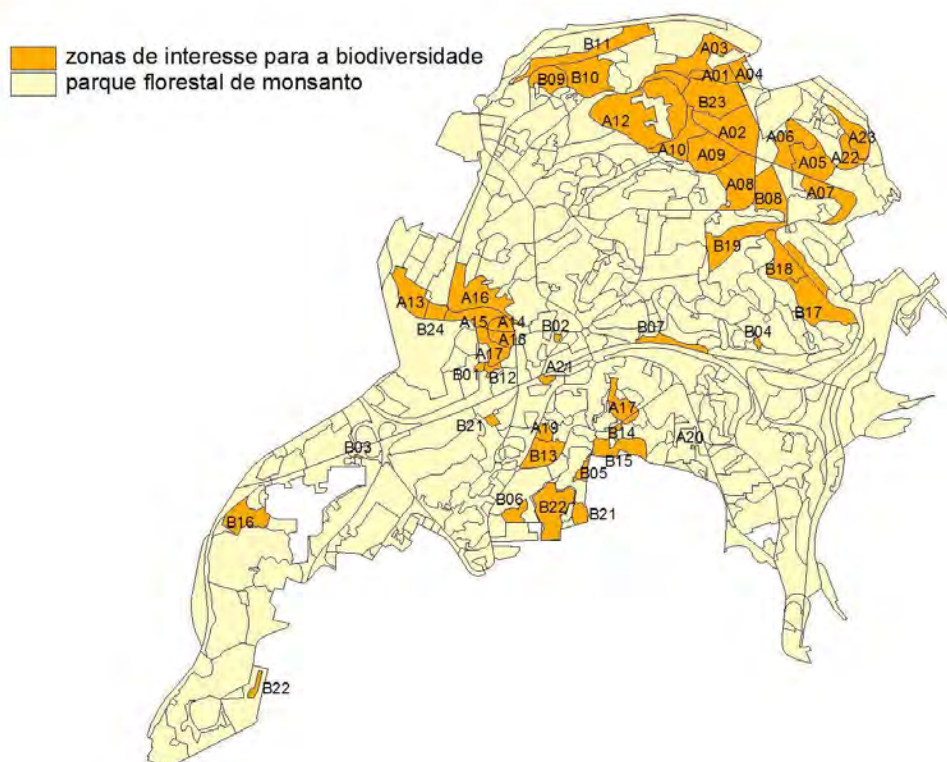 zonas de interesse para a biodiversidade
parque florestal de monsanto
B11
A03
B09
B10
A01
A04
B23
A12
A02
A06
A23
A10
A09
A05
A22
A08
B08
A07
B19
B18
B17
A13
A16
B24
A15
A14
A18
B02
B07
B04
A17
B01
B12
A21
A17
B21
A19
B14
A20
B13
B15
B03
B05
B06
B22
B21
B16
B22